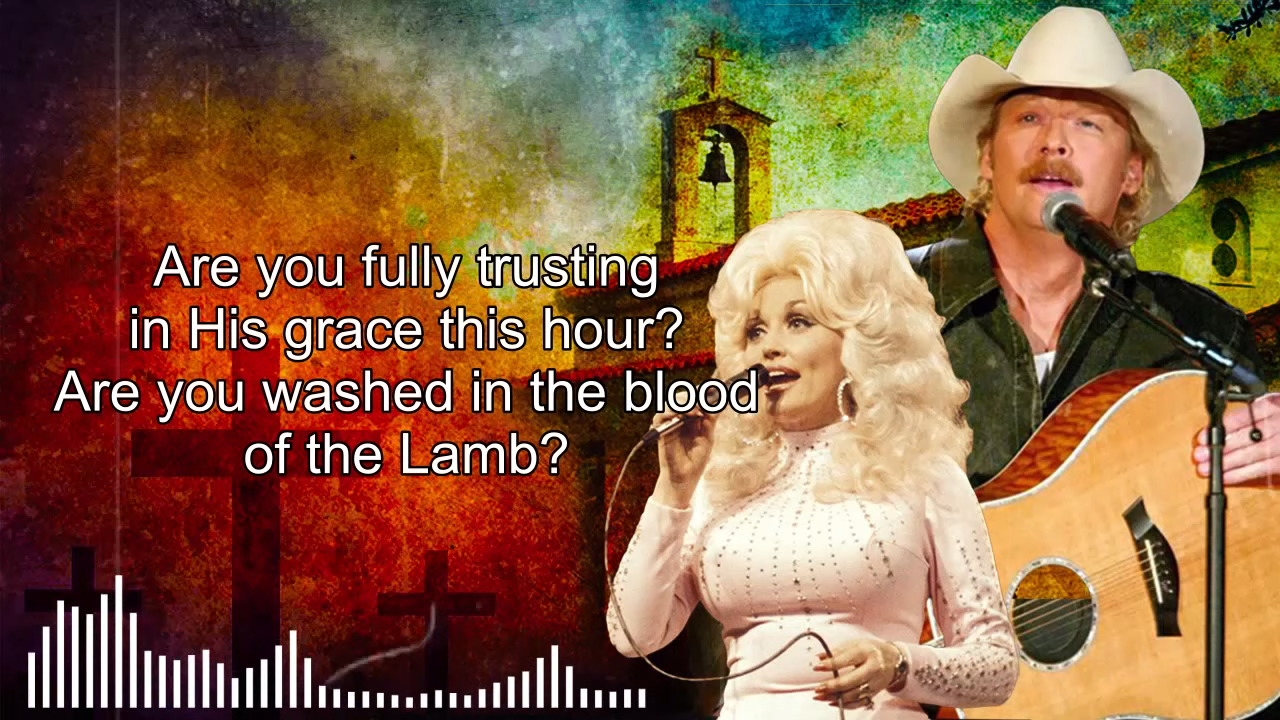 Are you fully trusting
in His grace this hour?
Are you washed in the blood
of the Lamb?